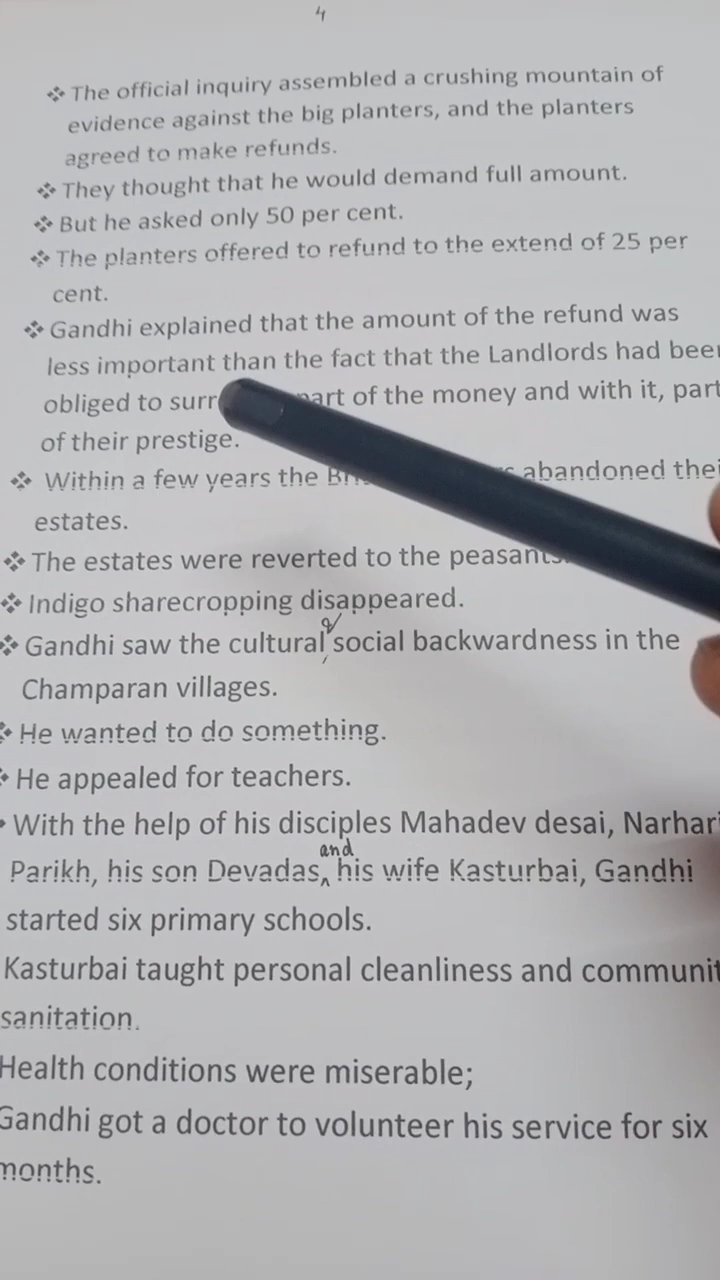 4
❖ The official inquiry assembled a crushing mountain of
evidence against the big planters, and the planters
agreed to make refunds.
❖ They thought that he would demand full amount.
❖ But he asked only 50 per cent.
❖ The planters offered to refund to the extend of 25 per
cent.
❖ Gandhi explained that the amount of the refund was
less important than the fact that the Landlords had bee
obliged to surr part of the money and with it, part
of their prestige.
❖ Within a few years the abandoned thei
estates.
❖ The estates were reverted to the peasants.
❖ Indigo sharecropping disappeared.
❖ Gandhi saw the cultural & social backwardness in the
Champaran villages.
❖ He wanted to do something.
❖ He appealed for teachers.
With the help of his disciples Mahadev desai, Narhari
Parikh, his son Devadas, and his wife Kasturbai, Gandhi
started six primary schools.
Kasturbai taught personal cleanliness and communit
sanitation.
Health conditions were miserable;
Gandhi got a doctor to volunteer his service for six
months.